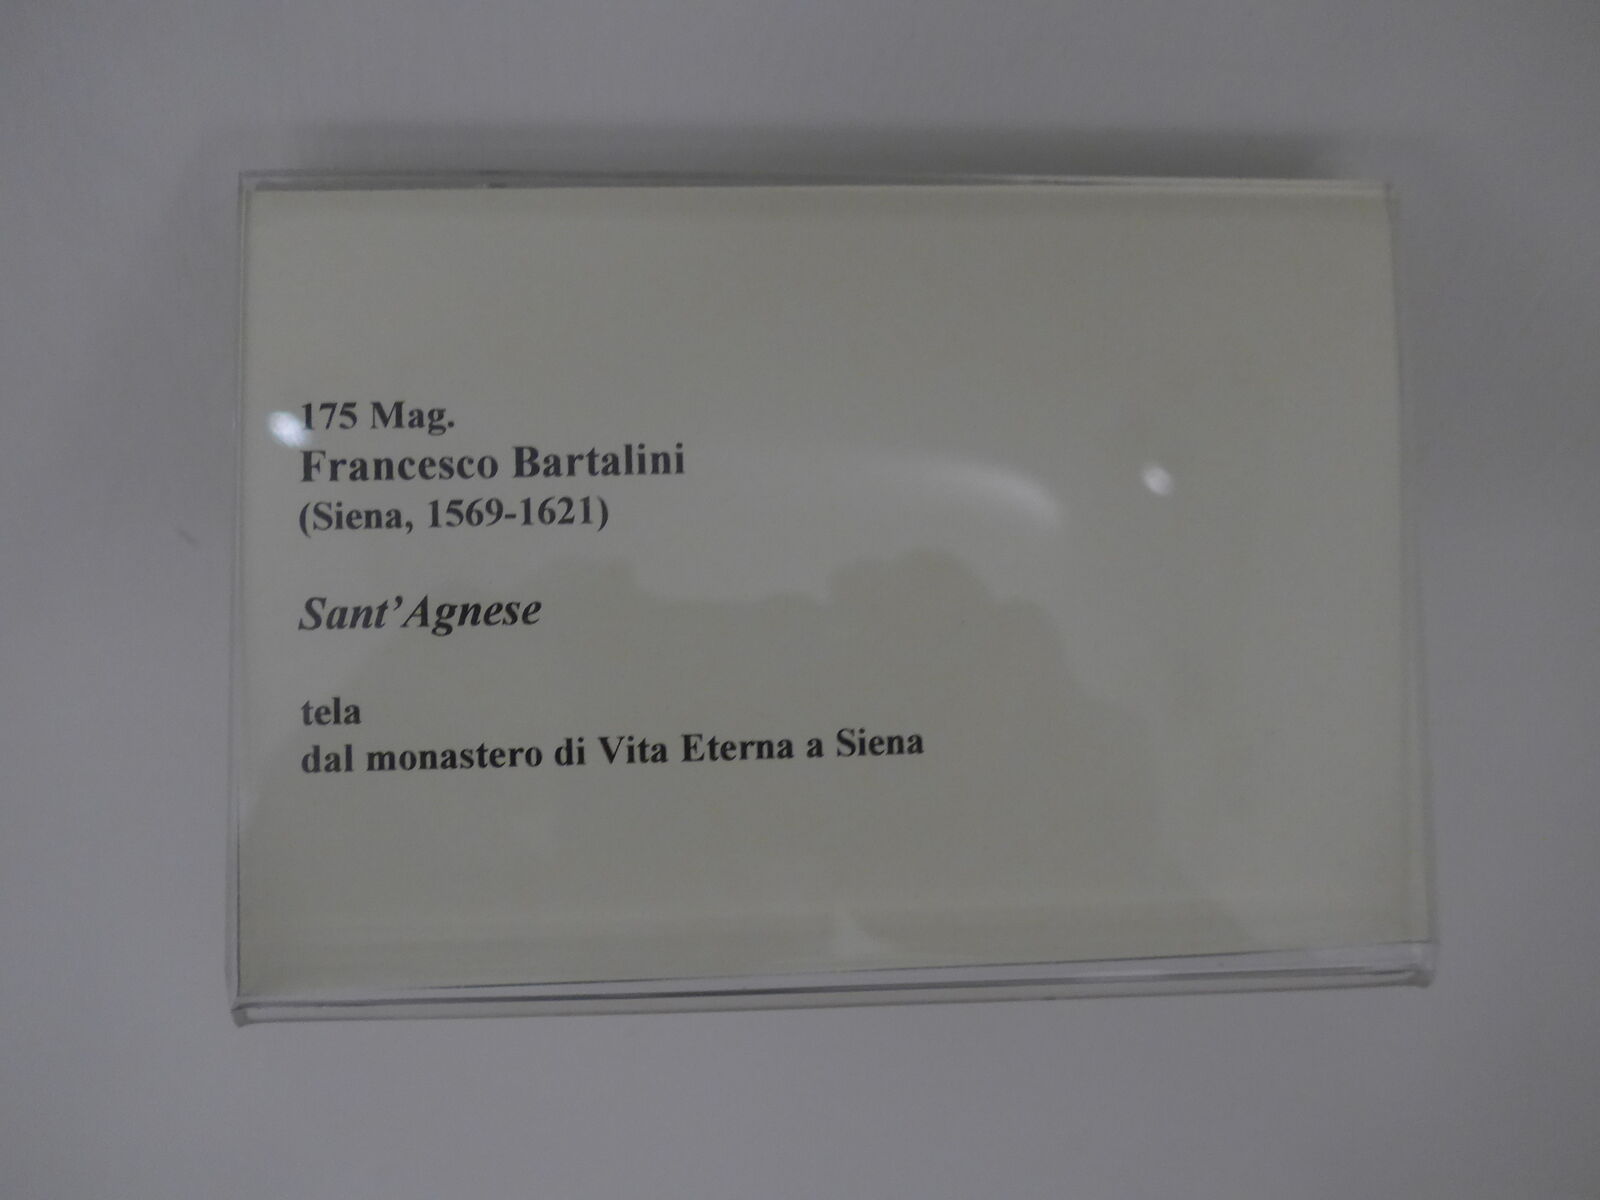 175 Mag.
Francesco Bartalini
(Siena, 1569-1621)
Sant’Agnese
tela
dal monastero di Vita Eterna a Siena